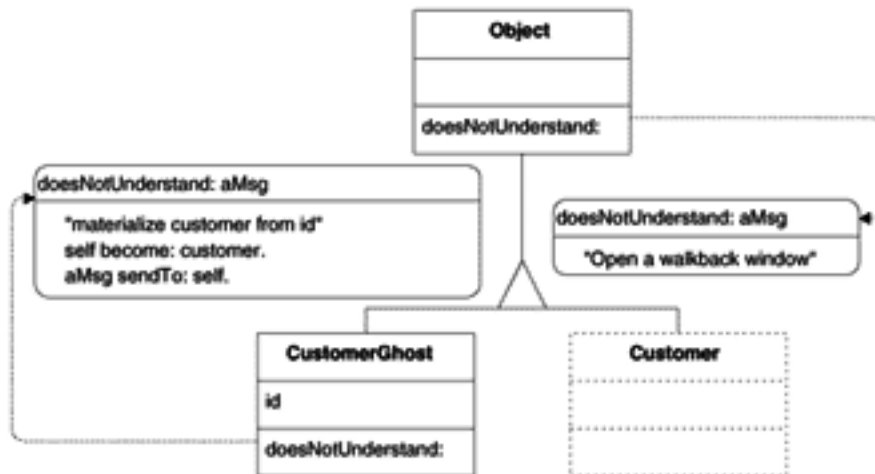 Object
doesNotUnderstand:
doesNotUnderstand: aMsg
"materialize customer from id"
self become: customer.
aMsg sendTo: self.
doesNotUnderstand: aMsg
"Open a walkback window"
CustomerGhost
id
doesNotUnderstand:
Customer